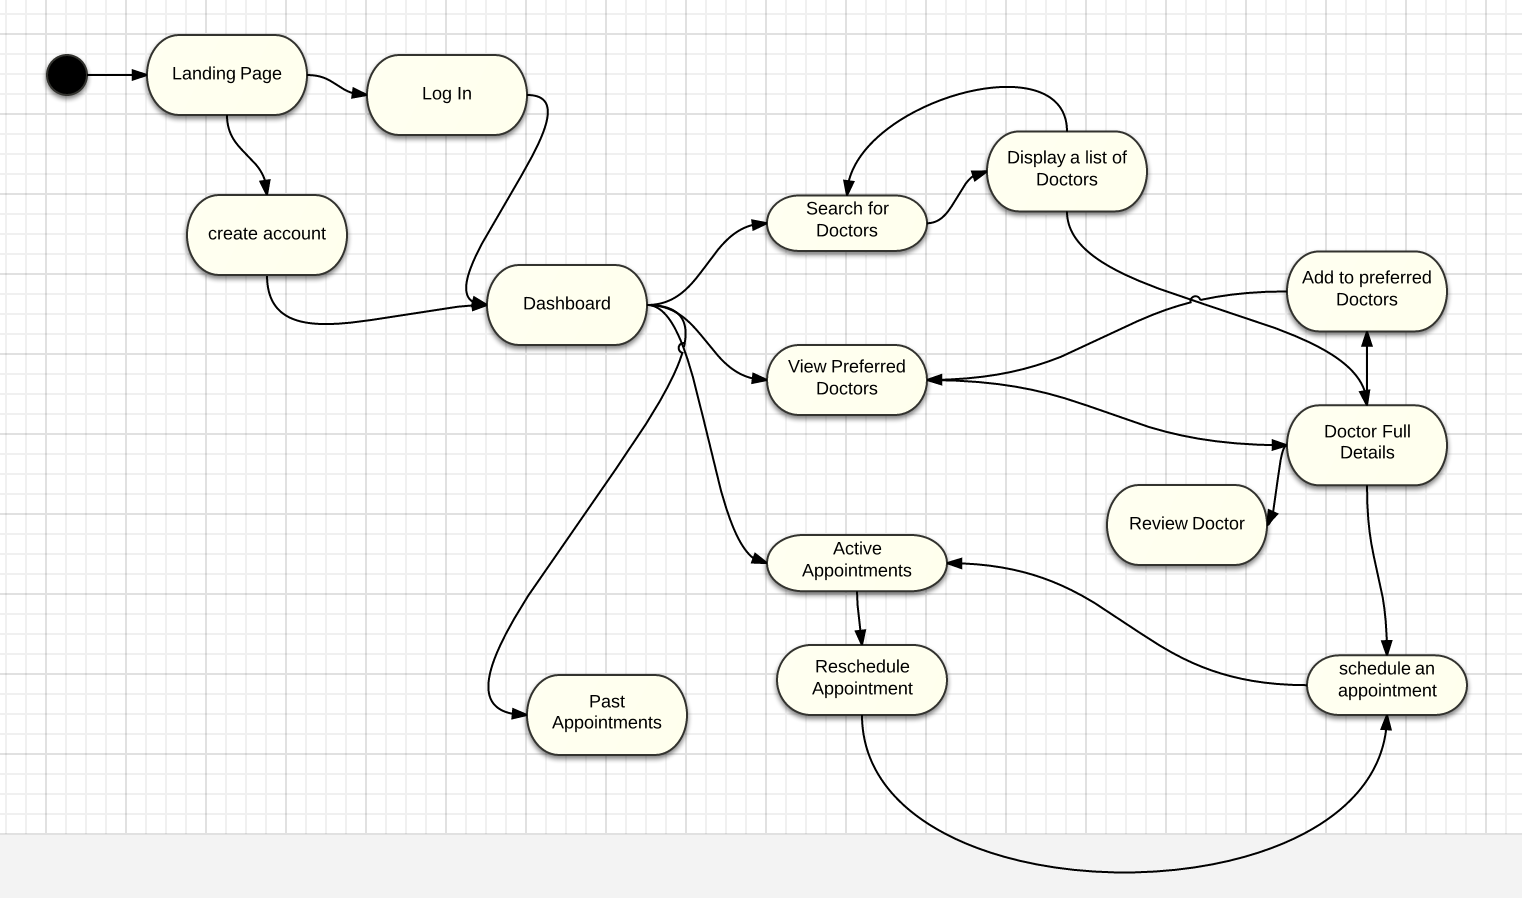 Landing Page
Log In
create account
Dashboard
Search for
Doctors
Display a list of
Doctors
Add to preferred
Doctors
View Preferred
Doctors
Doctor Full
Details
Review Doctor
Active
Appointments
Reschedule
Appointment
schedule an
appointment
Past
Appointments